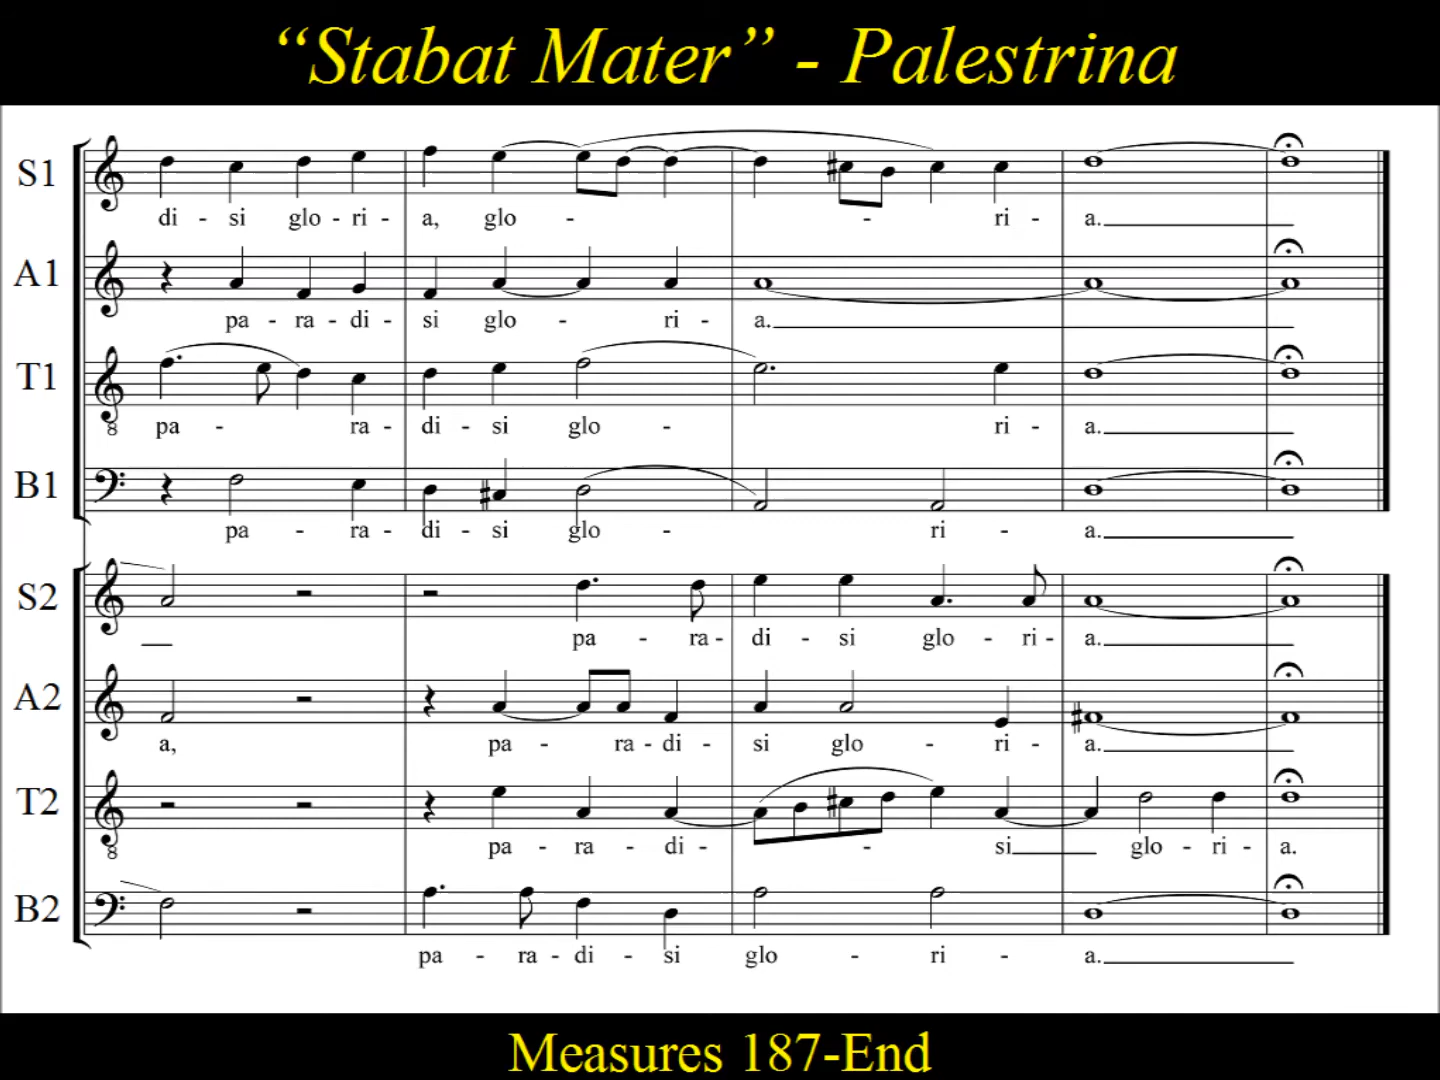 “Stabat Mater” - Palestrina
S1
di - si glo - ri - a, glo - - ri - a.
A1
pa - ra - di - si glo - ri - a.
T1
8
pa - ra - di - si glo - ri - a.
B1
pa - ra - di - si glo - ri - a.
S2
pa - ra - di - si glo - ri - a.
A2
a, pa - ra - di - si glo - ri - a.
T2
8
pa - ra - di - - si glo - ri - a.
B2
pa - ra - di - si glo - ri - a.
Measures 187-End